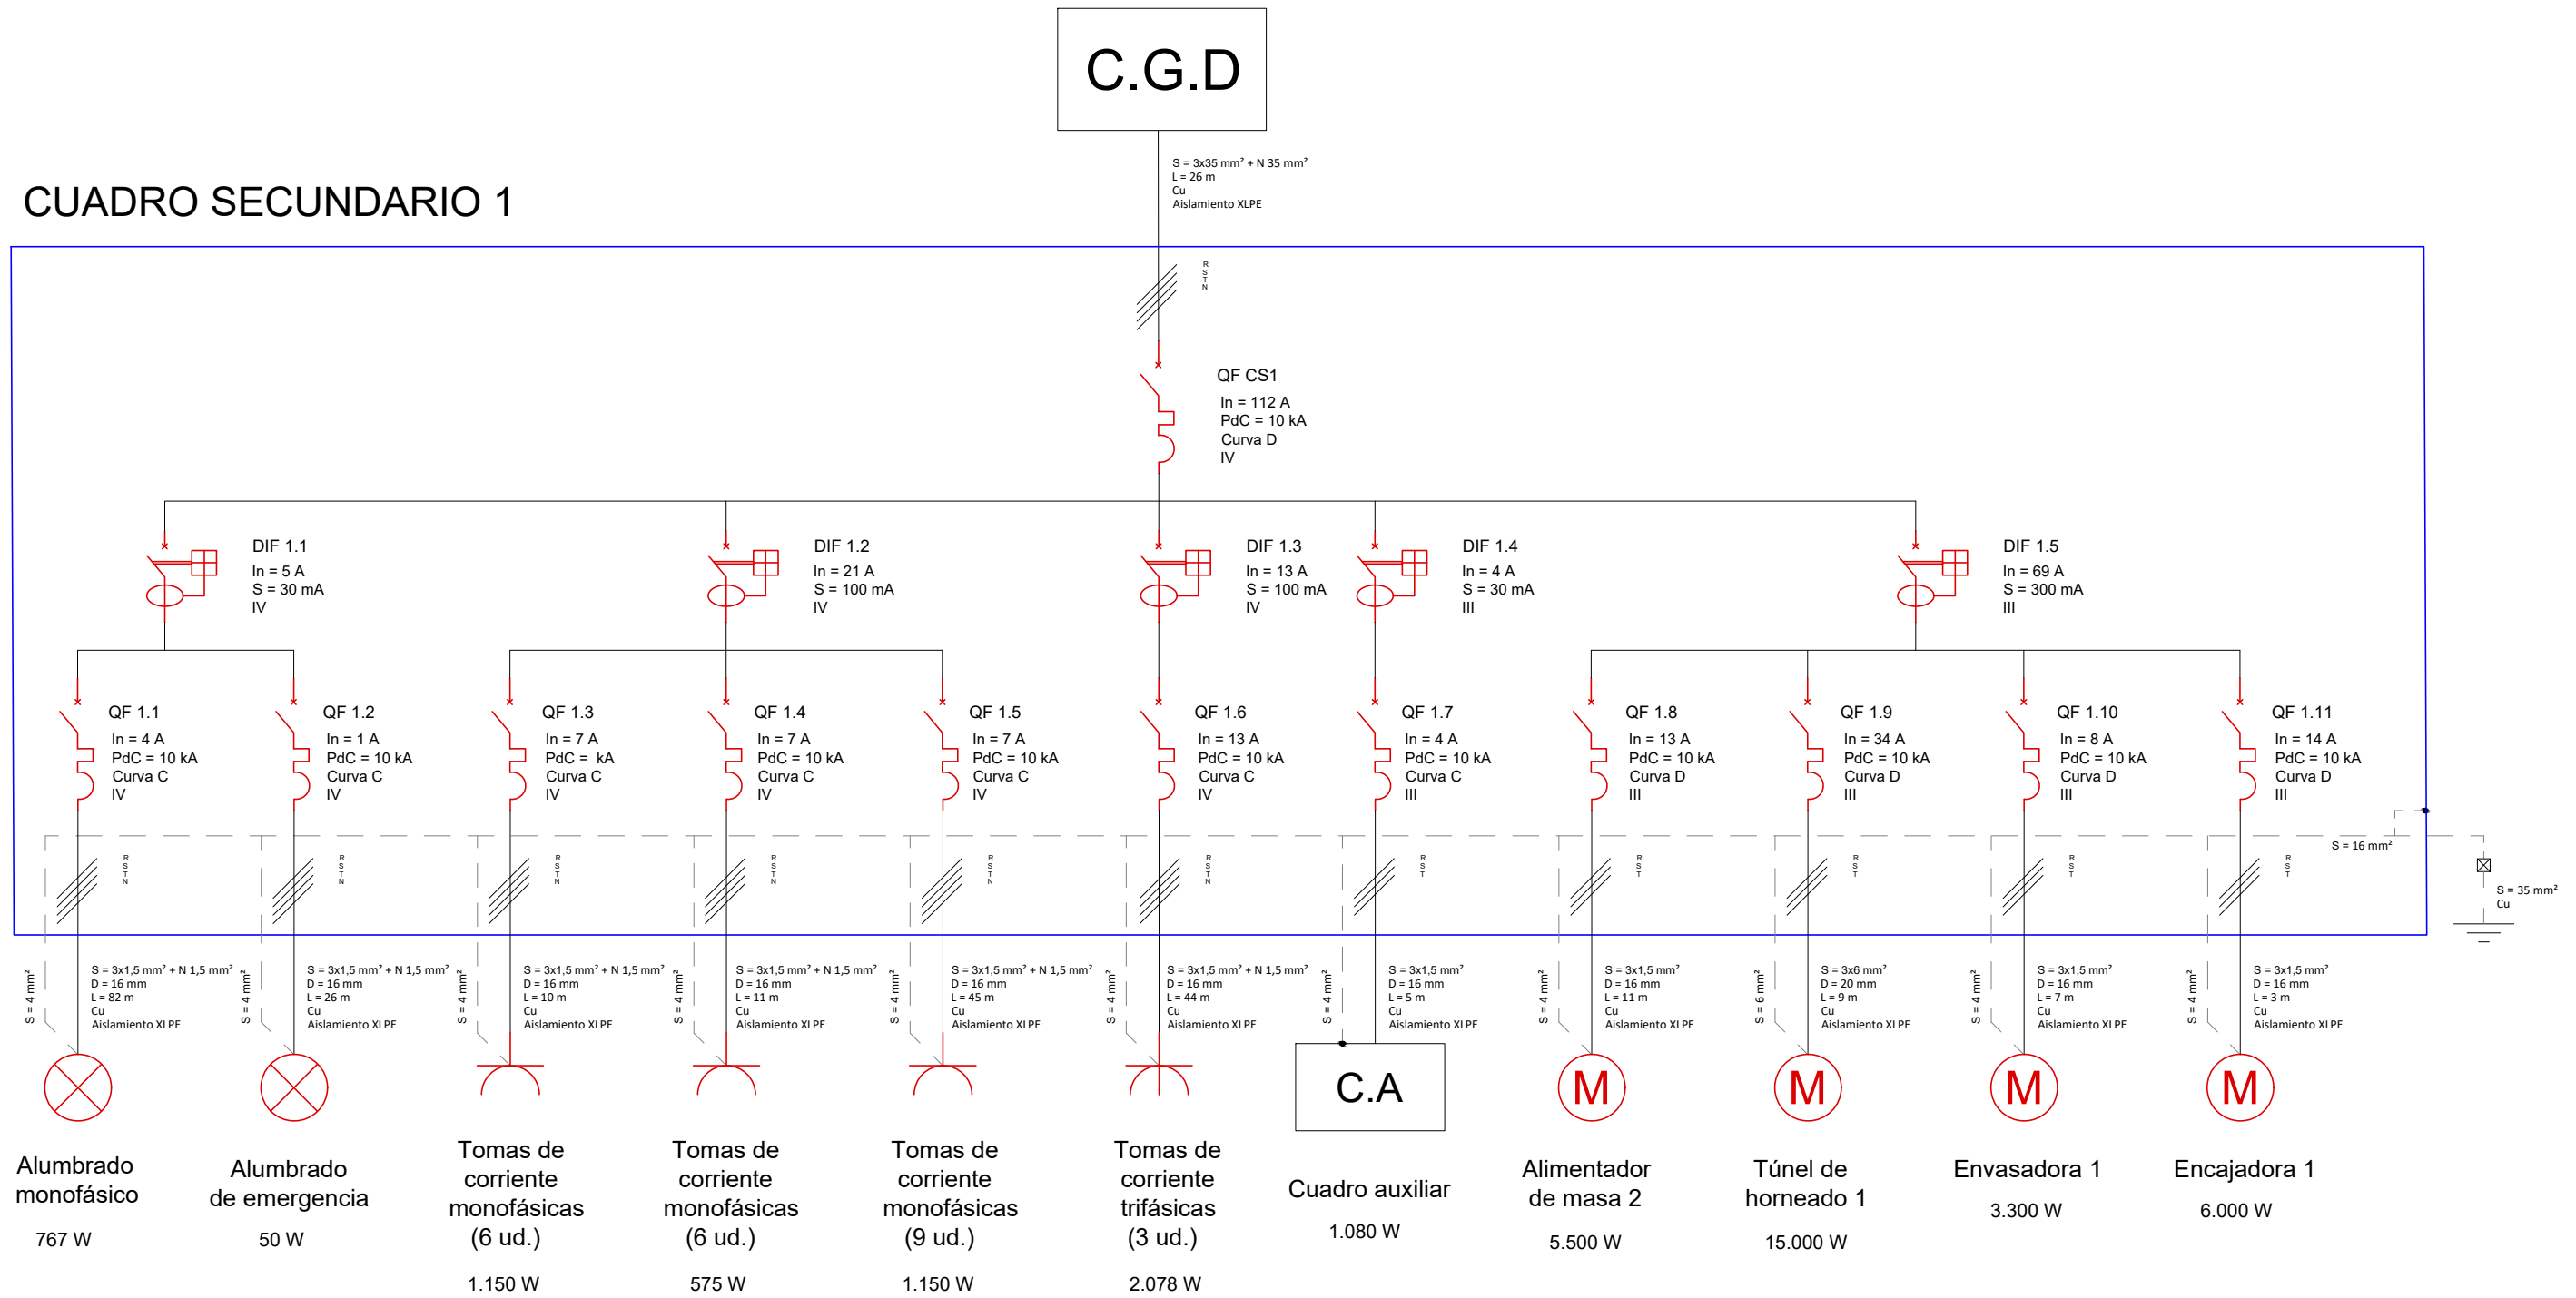 C.G.D
S = 3x35 mm² + N 35 mm²
L = 26 m
Cu
Aislamiento XLPE
CUADRO SECUNDARIO 1
R
S
T
N
QF CS1
In = 112 A
PdC = 10 kA
Curva D
IV
DIF 1.1
In = 5 A
S = 30 mA
IV
DIF 1.2
In = 21 A
S = 100 mA
IV
DIF 1.3
In = 13 A
S = 100 mA
IV
DIF 1.4
In = 4 A
S = 30 mA
III
DIF 1.5
In = 69 A
S = 300 mA
III
QF 1.1
In = 4 A
PdC = 10 kA
Curva C
IV
QF 1.2
In = 1 A
PdC = 10 kA
Curva C
IV
QF 1.3
In = 7 A
PdC = kA
Curva C
IV
QF 1.4
In = 7 A
PdC = 10 kA
Curva C
IV
QF 1.5
In = 7 A
PdC = 10 kA
Curva C
IV
QF 1.6
In = 13 A
PdC = 10 kA
Curva C
IV
QF 1.7
In = 4 A
PdC = 10 kA
Curva C
III
QF 1.8
In = 13 A
PdC = 10 kA
Curva D
III
QF 1.9
In = 34 A
PdC = 10 kA
Curva D
III
QF 1.10
In = 8 A
PdC = 10 kA
Curva D
III
QF 1.11
In = 14 A
PdC = 10 kA
Curva D
III
R
S
T
N
R
S
T
N
R
S
T
N
R
S
T
N
R
S
T
N
R
S
T
N
R
S
T
R
S
T
R
S
T
R
S
T
R
S
T
S = 16 mm²
S = 35 mm²
Cu
S = 4 mm²
S = 3x1,5 mm² + N 1,5 mm²
D = 16 mm
L = 82 m
Cu
Aislamiento XLPE
S = 4 mm²
S = 3x1,5 mm² + N 1,5 mm²
D = 16 mm
L = 26 m
Cu
Aislamiento XLPE
S = 4 mm²
S = 3x1,5 mm² + N 1,5 mm²
D = 16 mm
L = 10 m
Cu
Aislamiento XLPE
S = 4 mm²
S = 3x1,5 mm² + N 1,5 mm²
D = 16 mm
L = 11 m
Cu
Aislamiento XLPE
S = 4 mm²
S = 3x1,5 mm² + N 1,5 mm²
D = 16 mm
L = 45 m
Cu
Aislamiento XLPE
S = 4 mm²
S = 3x1,5 mm² + N 1,5 mm²
D = 16 mm
L = 44 m
Cu
Aislamiento XLPE
S = 4 mm²
S = 3x1,5 mm²
D = 16 mm
L = 5 m
Cu
Aislamiento XLPE
S = 4 mm²
S = 3x1,5 mm²
D = 16 mm
L = 11 m
Cu
Aislamiento XLPE
S = 6 mm²
S = 3x6 mm²
D = 20 mm
L = 9 m
Cu
Aislamiento XLPE
S = 4 mm²
S = 3x1,5 mm²
D = 16 mm
L = 7 m
Cu
Aislamiento XLPE
S = 4 mm²
S = 3x1,5 mm²
D = 16 mm
L = 3 m
Cu
Aislamiento XLPE
C.A
M
M
M
M
Alumbrado
monofásico
767 W
Alumbrado
de emergencia
50 W
Tomas de
corriente
monofásicas
(6 ud.)
1.150 W
Tomas de
corriente
monofásicas
(6 ud.)
575 W
Tomas de
corriente
monofásicas
(9 ud.)
1.150 W
Tomas de
corriente
trifásicas
(3 ud.)
2.078 W
Cuadro auxiliar
1.080 W
Alimentador
de masa 2
5.500 W
Túnel de
horneado 1
15.000 W
Envasadora 1
3.300 W
Encajadora 1
6.000 W